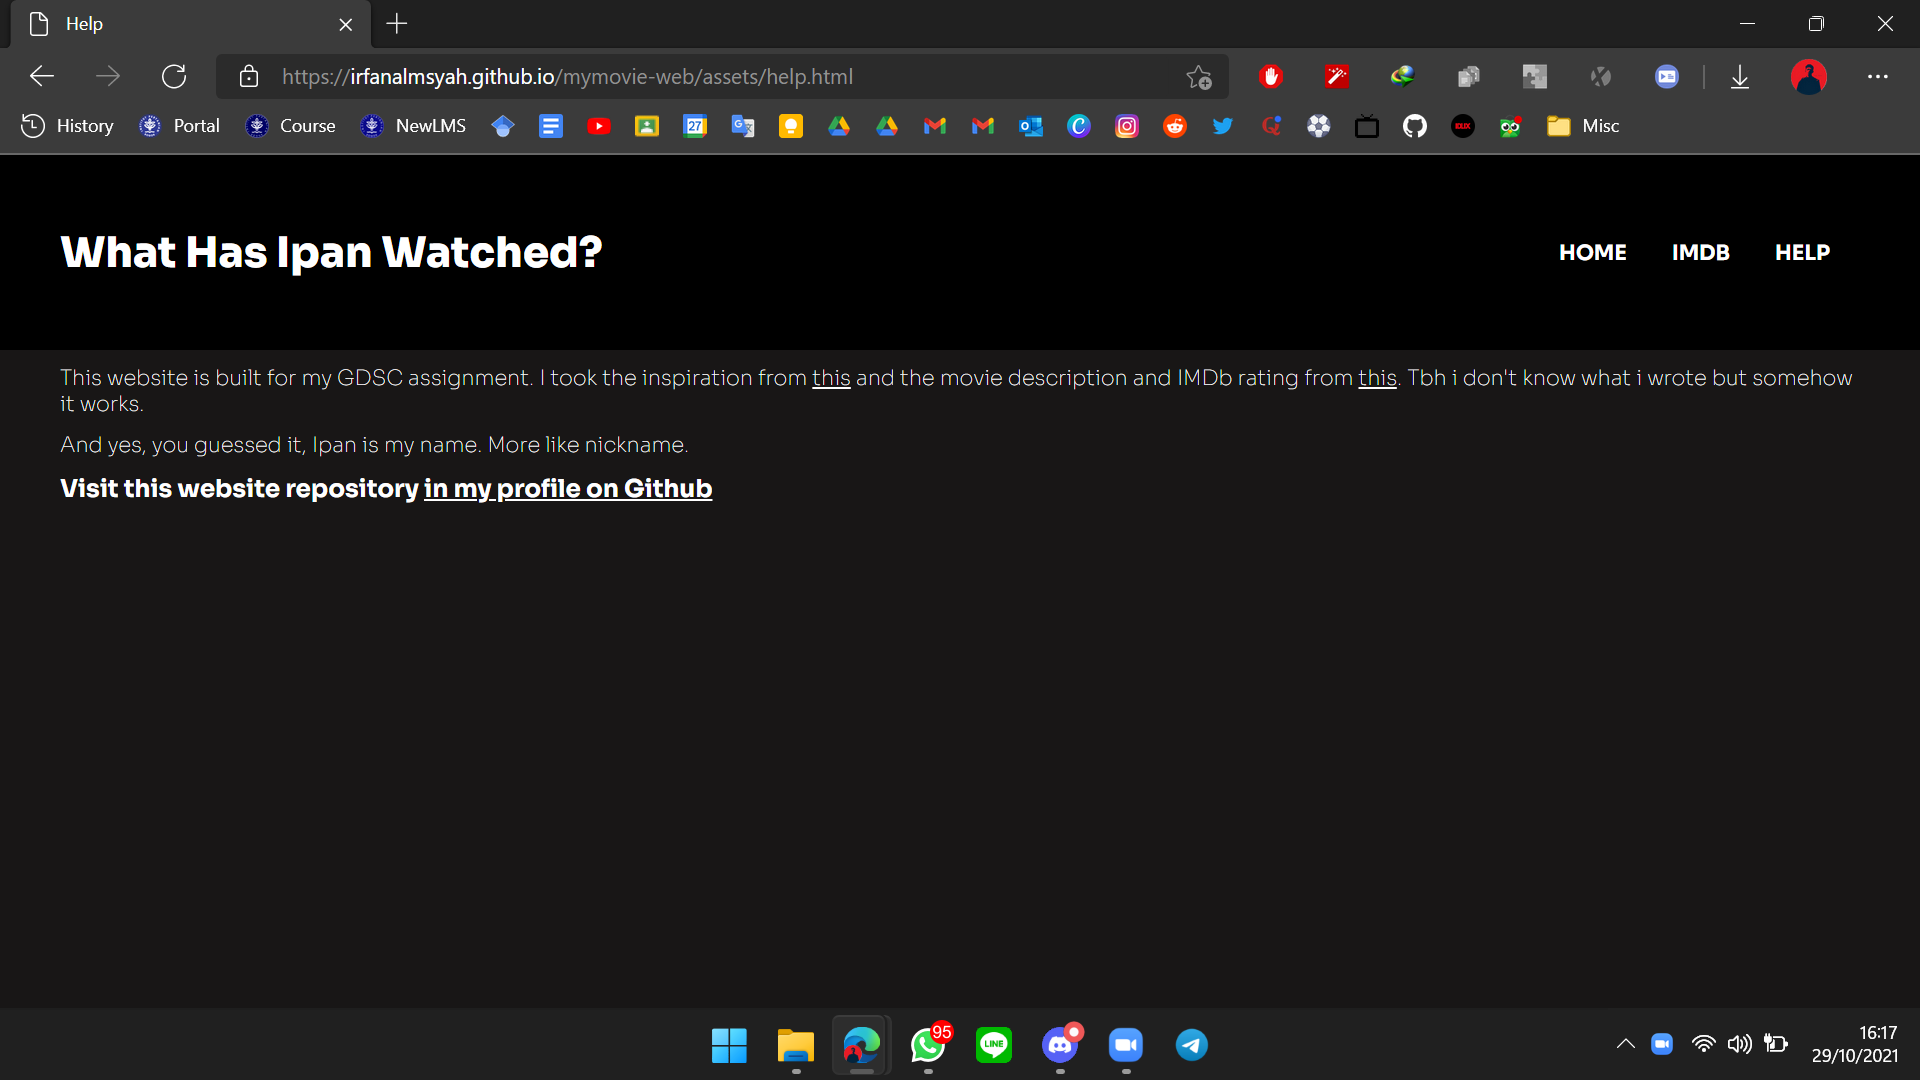 Help
https://irfanalmsyah.github.io/mymovie-web/assets/help.html
History Portal Course NewLMS 27 Misc
What Has Ipan Watched?
HOME IMDB HELP
This website is built for my GDSC assignment. I took the inspiration from this and the movie description and IMDb rating from this. Tbh i don't know what i wrote but somehow
it works.
And yes, you guessed it, Ipan is my name. More like nickname.
Visit this website repository in my profile on Github
95
LINE
16:17
29/10/2021